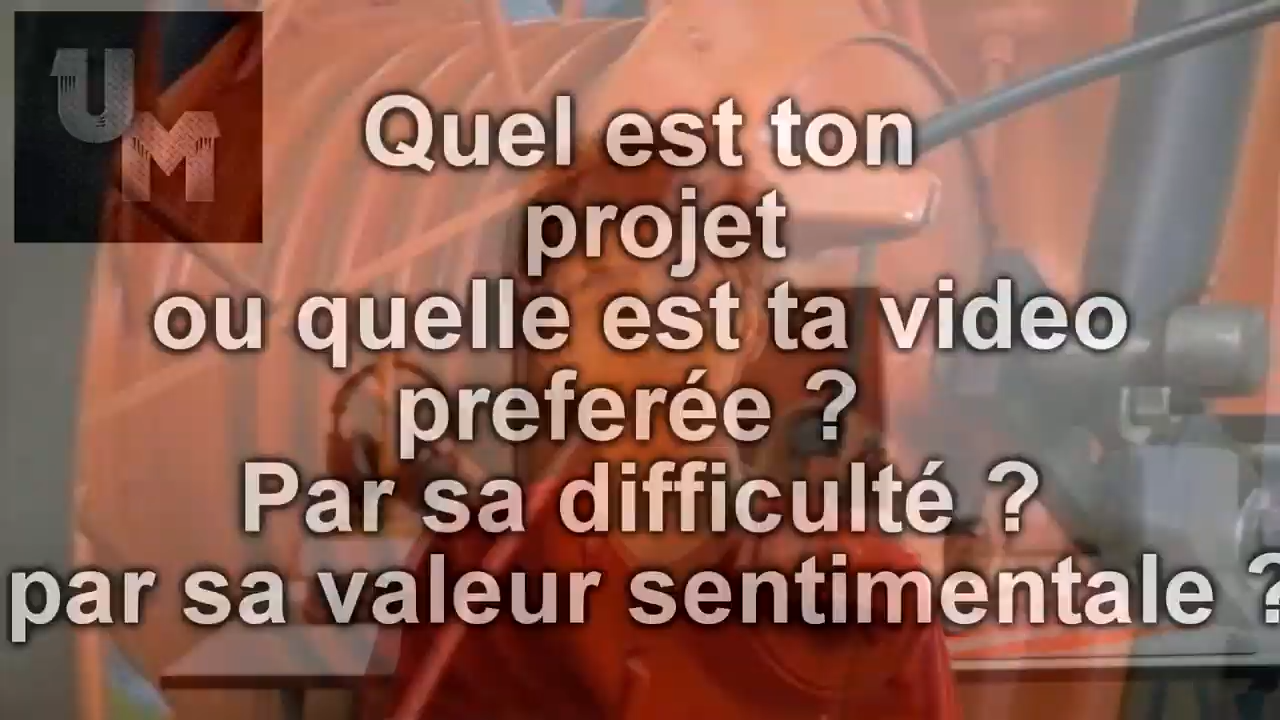 UM
Quel est ton
projet
ou quelle est ta video
preferée ?
Par sa difficulté ?
par sa valeur sentimentale ?